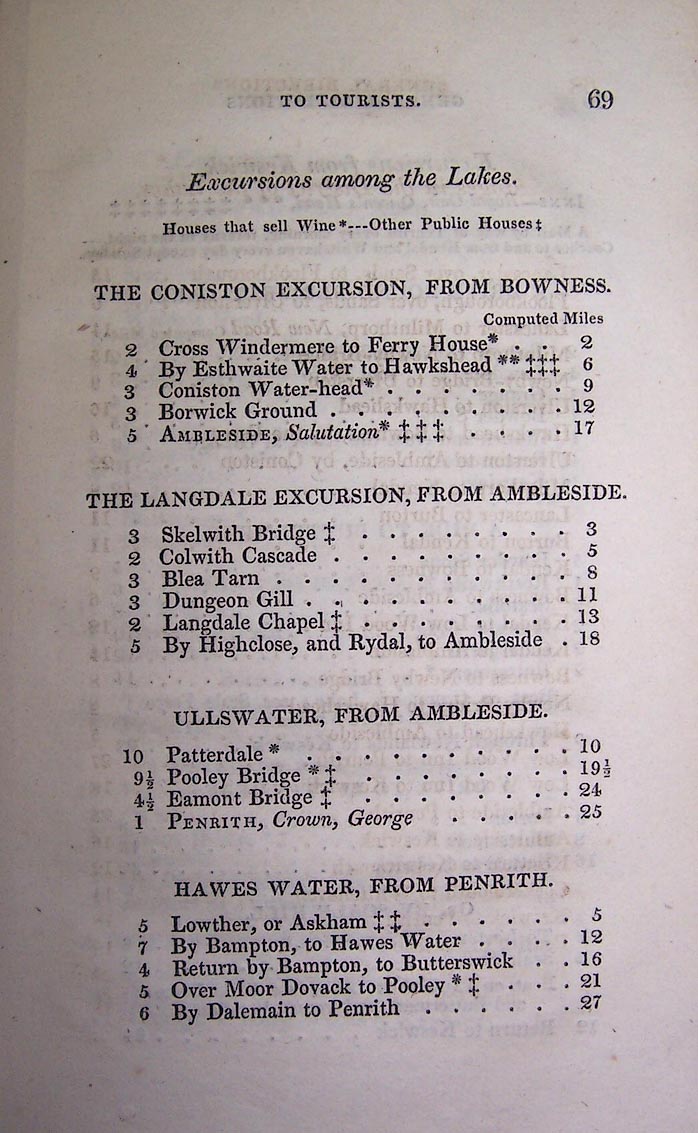 TO TOURISTS. 69
Excursions among the Lakes.
Houses that sell Wine*---Other Public Houses‡
THE CONISTON EXCURSION, FROM BOWNESS.
Computed Miles
2 Cross Windermere to Ferry House* . . 2
4 By Esthwaite Water to Hawkshead ** ‡‡‡ 6
3 Coniston Water-head* . . . . . . . 9
3 Borwick Ground . . . . . . . . . 12
5 AMBLESIDE, Salutation* ‡ ‡ ‡ . . . . 17
THE LANGDALE EXCURSION, FROM AMBLESIDE.
3 Skelwith Bridge ‡ . . . . . . . . 3
2 Colwith Cascade . . . . . . . . . 5
3 Blea Tarn . . . . . . . . . . . 8
3 Dungeon Gill . . . . . . . . . . 11
2 Langdale Chapel ‡ . . . . . . . . 13
5 By Highclose, and Rydal, to Ambleside . 18
ULLSWATER, FROM AMBLESIDE.
10 Patterdale * . . . . . . . . . . 10
9½ Pooley Bridge * ‡ . . . . . . . . 19½
4½ Eamont Bridge ‡ . . . . . . . . 24
1 PENRITH, Crown, George . . . . . 25
HAWES WATER, FROM PENRITH.
5 Lowther, or Askham ‡ ‡ . . . . . . 5
7 By Bampton, to Hawes Water . . . . 12
4 Return by Bampton, to Butterswick . . 16
5 Over Moor Dovack to Pooley * ‡ . . . 21
6 By Dalemain to Penrith . . . . . . 27